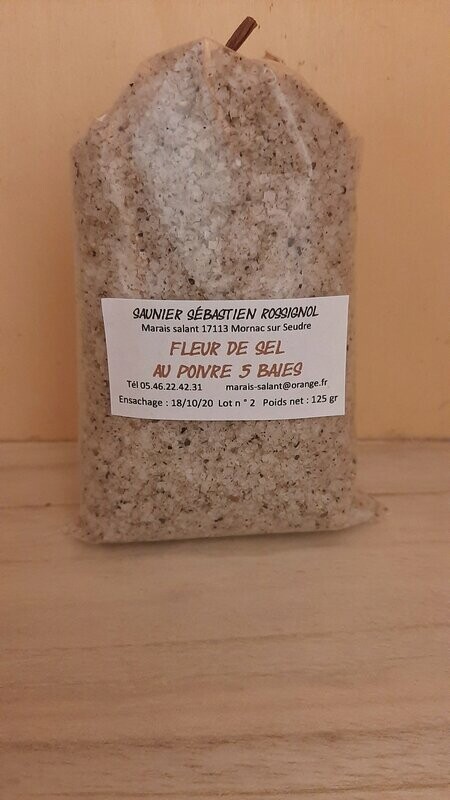 SAUNIER SÉBASTIEN ROSSIGNOL
Marais salant 17113 Mornac sur Seudre
FLEUR DE SEL
AU POIVRE 5 BAIES
Tél 05.46.22.42.31 marais-salant@orange.fr
Ensachage : 18/10/20 Lot n ° 2 Poids net : 125 gr